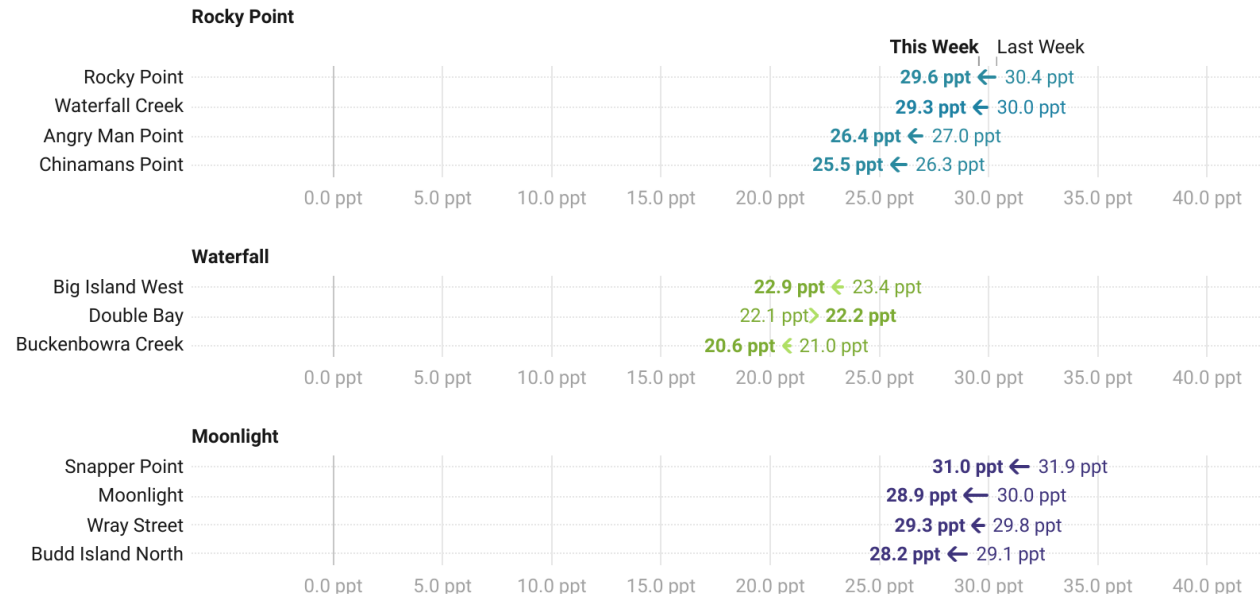 Rocky Point
This Week Last Week
Rocky Point 29.6 ppt 30.4 ppt
Waterfall Creek 29.3 ppt 30.0 ppt
Angry Man Point 26.4 ppt 27.0 ppt
Chinamans Point 25.5 ppt 26.3 ppt
0.0 ppt 5.0 ppt 10.0 ppt 15.0 ppt 20.0 ppt 25.0 ppt 30.0 ppt 35.0 ppt 40.0 ppt
Waterfall
Big Island West 22.9 ppt 23.4 ppt
Double Bay 22.1 ppt 22.2 ppt
Buckenbowra Creek 20.6 ppt 21.0 ppt
0.0 ppt 5.0 ppt 10.0 ppt 15.0 ppt 20.0 ppt 25.0 ppt 30.0 ppt 35.0 ppt 40.0 ppt
Moonlight
Snapper Point 31.0 ppt 31.9 ppt
Moonlight 28.9 ppt 30.0 ppt
Wray Street 29.3 ppt 29.8 ppt
Budd Island North 28.2 ppt 29.1 ppt
0.0 ppt 5.0 ppt 10.0 ppt 15.0 ppt 20.0 ppt 25.0 ppt 30.0 ppt 35.0 ppt 40.0 ppt